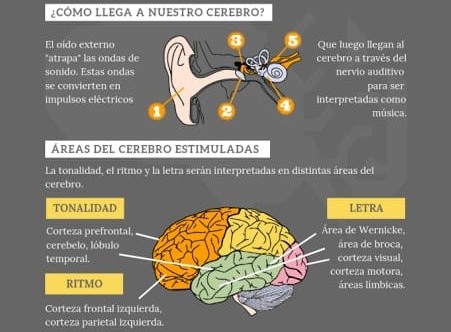 ¿CÓMO LLEGA A NUESTRO CEREBRO?
El oído externo
"atrapa" las ondas de
sonido. Estas ondas
se convierten en
impulsos eléctricos
1
2
3
4
5
Que luego llegan al
cerebro a través del
nervio auditivo
para ser
interpretadas como
música.
ÁREAS DEL CEREBRO ESTIMULADAS
La tonalidad, el ritmo y la letra serán interpretadas en distintas áreas del
cerebro.
TONALIDAD
Corteza prefrontal,
cerebelo, lóbulo
temporal.
RITMO
Corteza frontal izquierda,
corteza parietal izquierda.
LETRA
Área de Wernicke,
área de broca,
corteza visual,
corteza motora,
áreas límbicas.